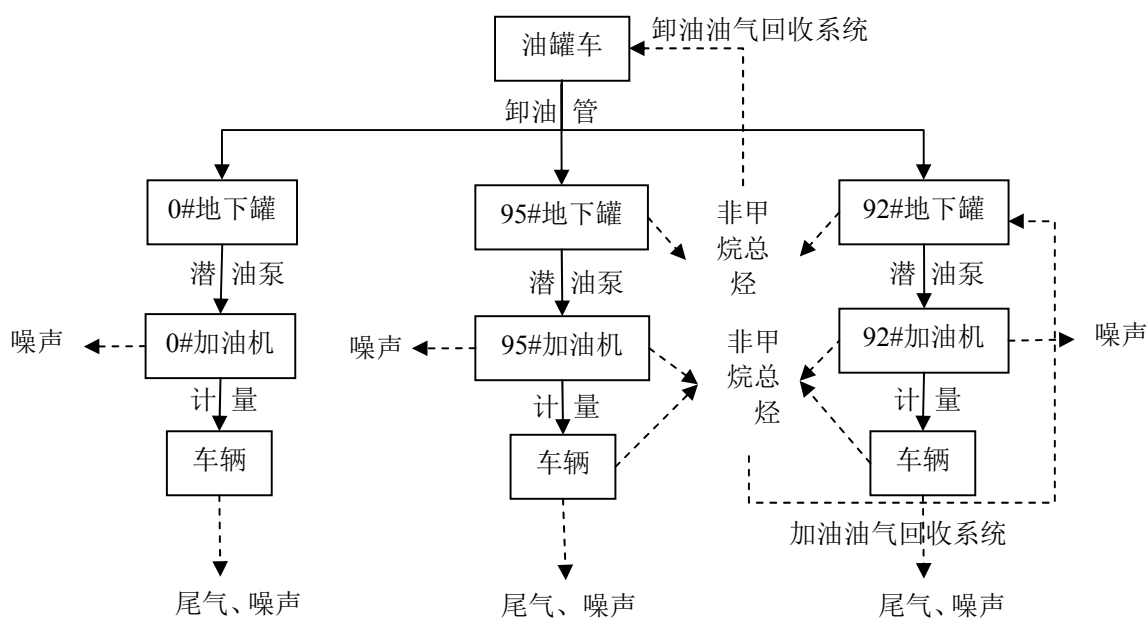 卸油油气回收系统
油罐车
卸油 管
0#地下罐
95#地下罐
非甲
烷总
烃
92#地下罐
潜 油泵
潜 油泵
潜 油泵
噪声
0#加油机
噪声
95#加油机
非甲
烷总
烃
92#加油机
噪声
计 量
计 量
计 量
车辆
车辆
车辆
加油油气回收系统
尾气、噪声
尾气、噪声
尾气、噪声